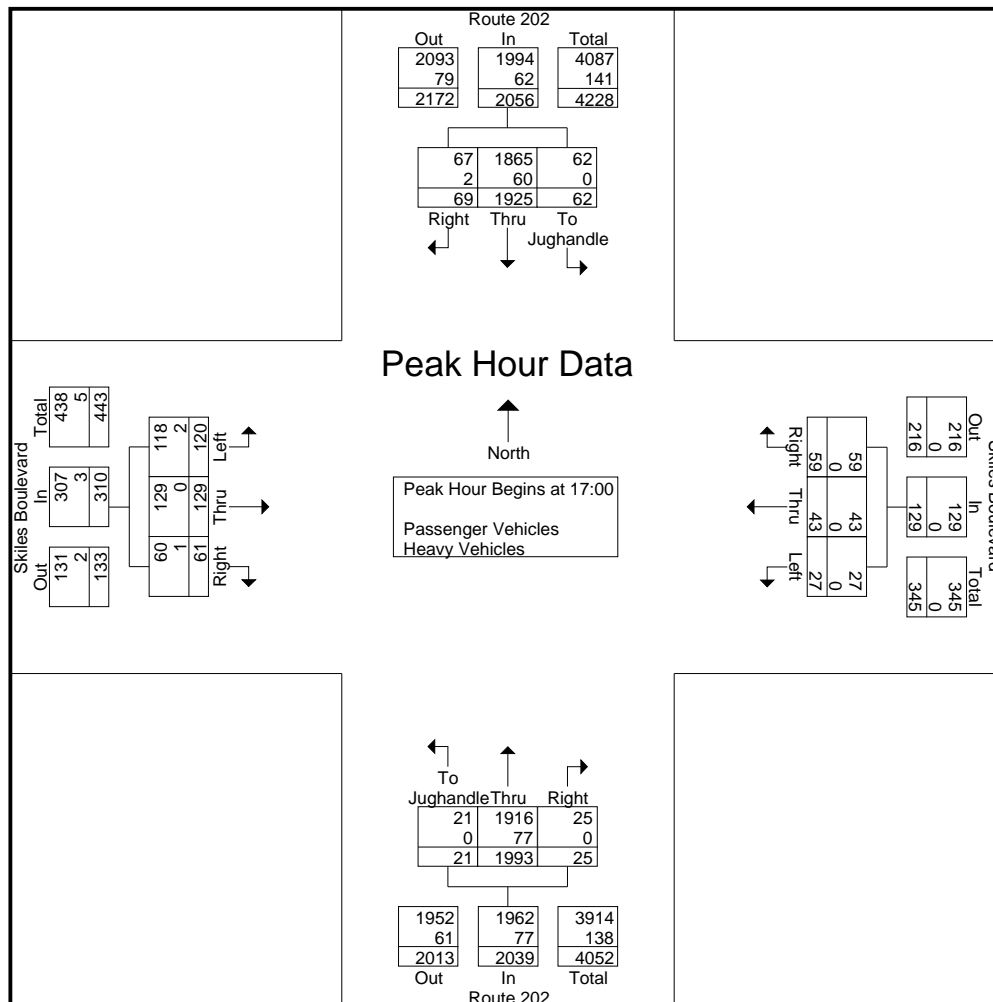 Route 202
Out In Total
2093 1994 4087
79 62 141
2172 2056 4228
67 1865 62
2 60 0
69 1925 62
Right Thru To
Jughandle
Peak Hour Data
North
Peak Hour Begins at 17:00
Passenger Vehicles
Heavy Vehicles
Skiles Boulevard
Out In Total
131 307 438
2 3 5
133 310 443
Right Thru Left
60 129 118
1 0 2
61 129 120
Skiles Boulevard
Out In Total
216 129 345
0 0 0
216 129 345
Right Thru Left
59 43 27
0 0 0
59 43 27
To
Jughandle Thru Right
21 1916 25
0 77 0
21 1993 25
1952 1962 3914
61 77 138
2013 2039 4052
Out In Total
Route 202